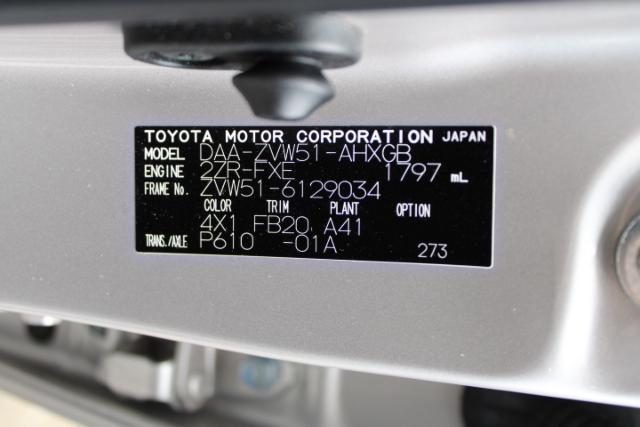 TOYOTA MOTOR CORPORATION JAPAN
MODEL DAA-ZVW51-AHXGB
ENGINE 2ZR-FXE 1797 mL
FRAME No. ZVW51-6129034
COLOR TRIM PLANT OPTION
4X1 FB20 A41
TRANS./AXLE P610 -01A 273